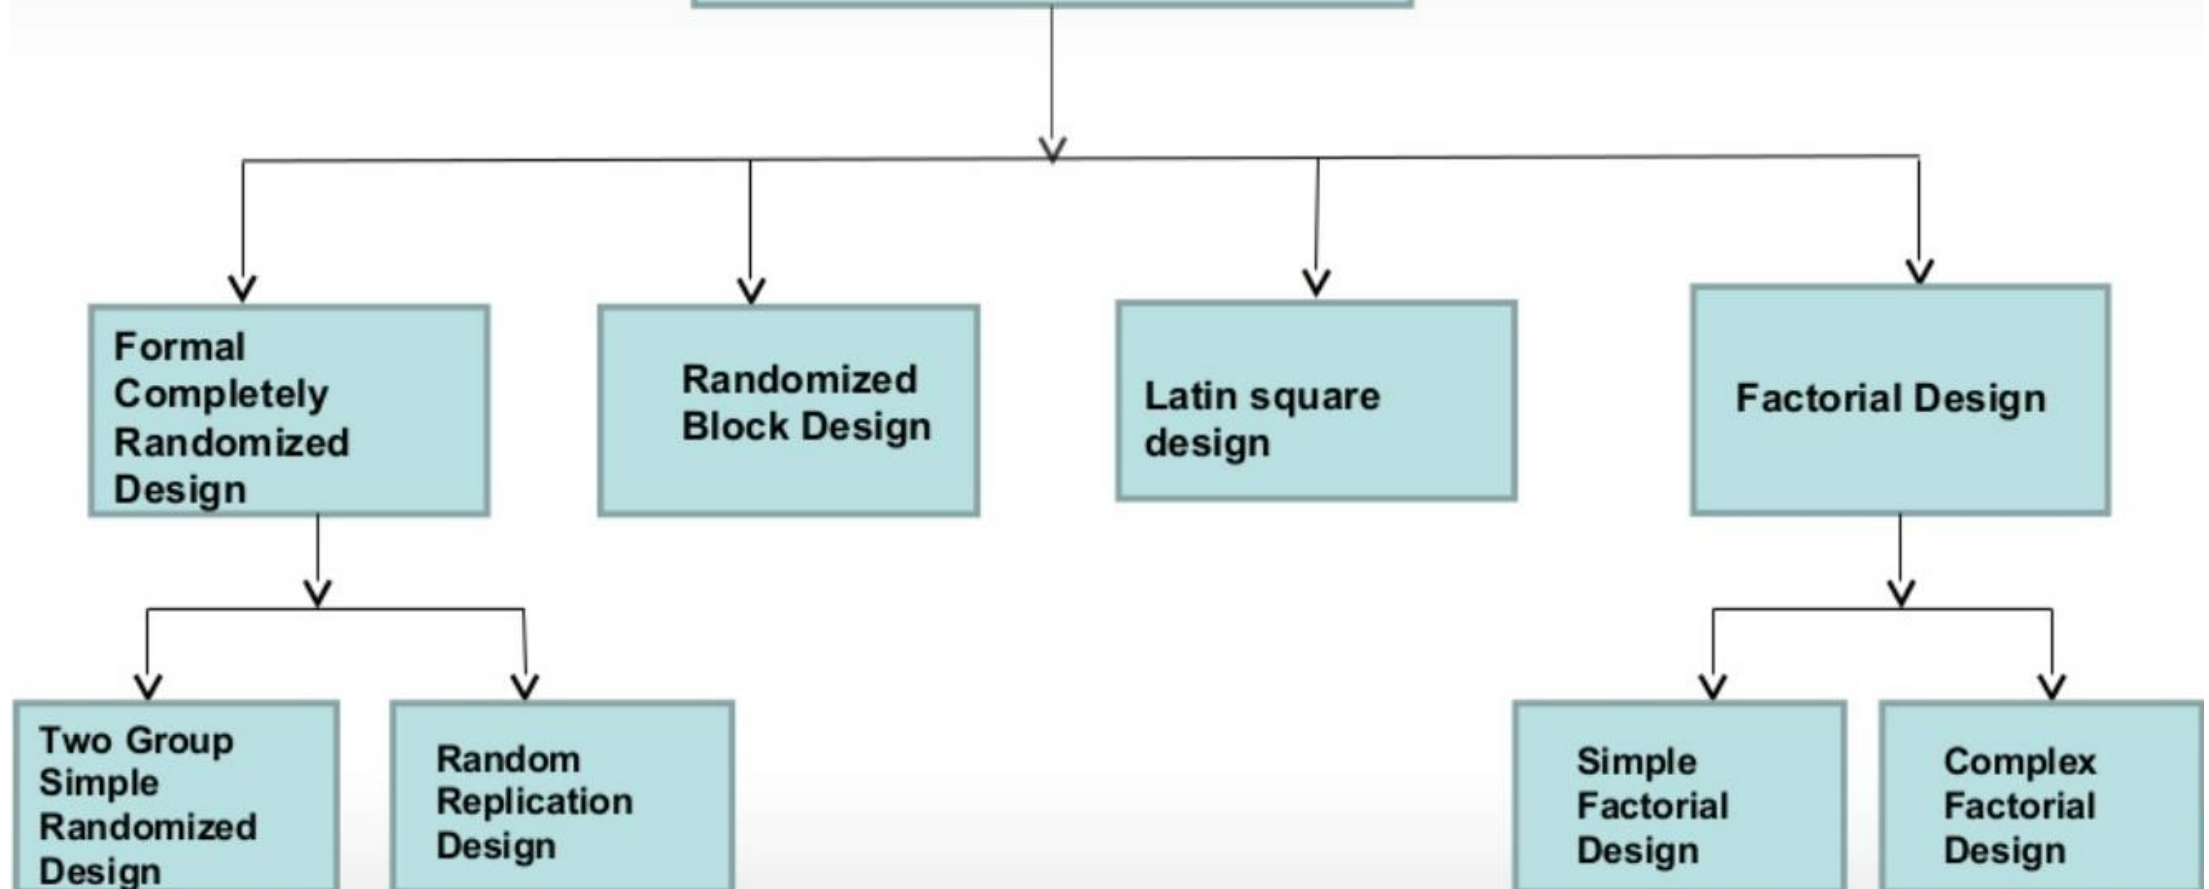 Formal
Completely
Randomized
Design
Randomized
Block Design
Latin square
design
Factorial Design
Two Group
Simple
Randomized
Design
Random
Replication
Design
Simple
Factorial
Design
Complex
Factorial
Design